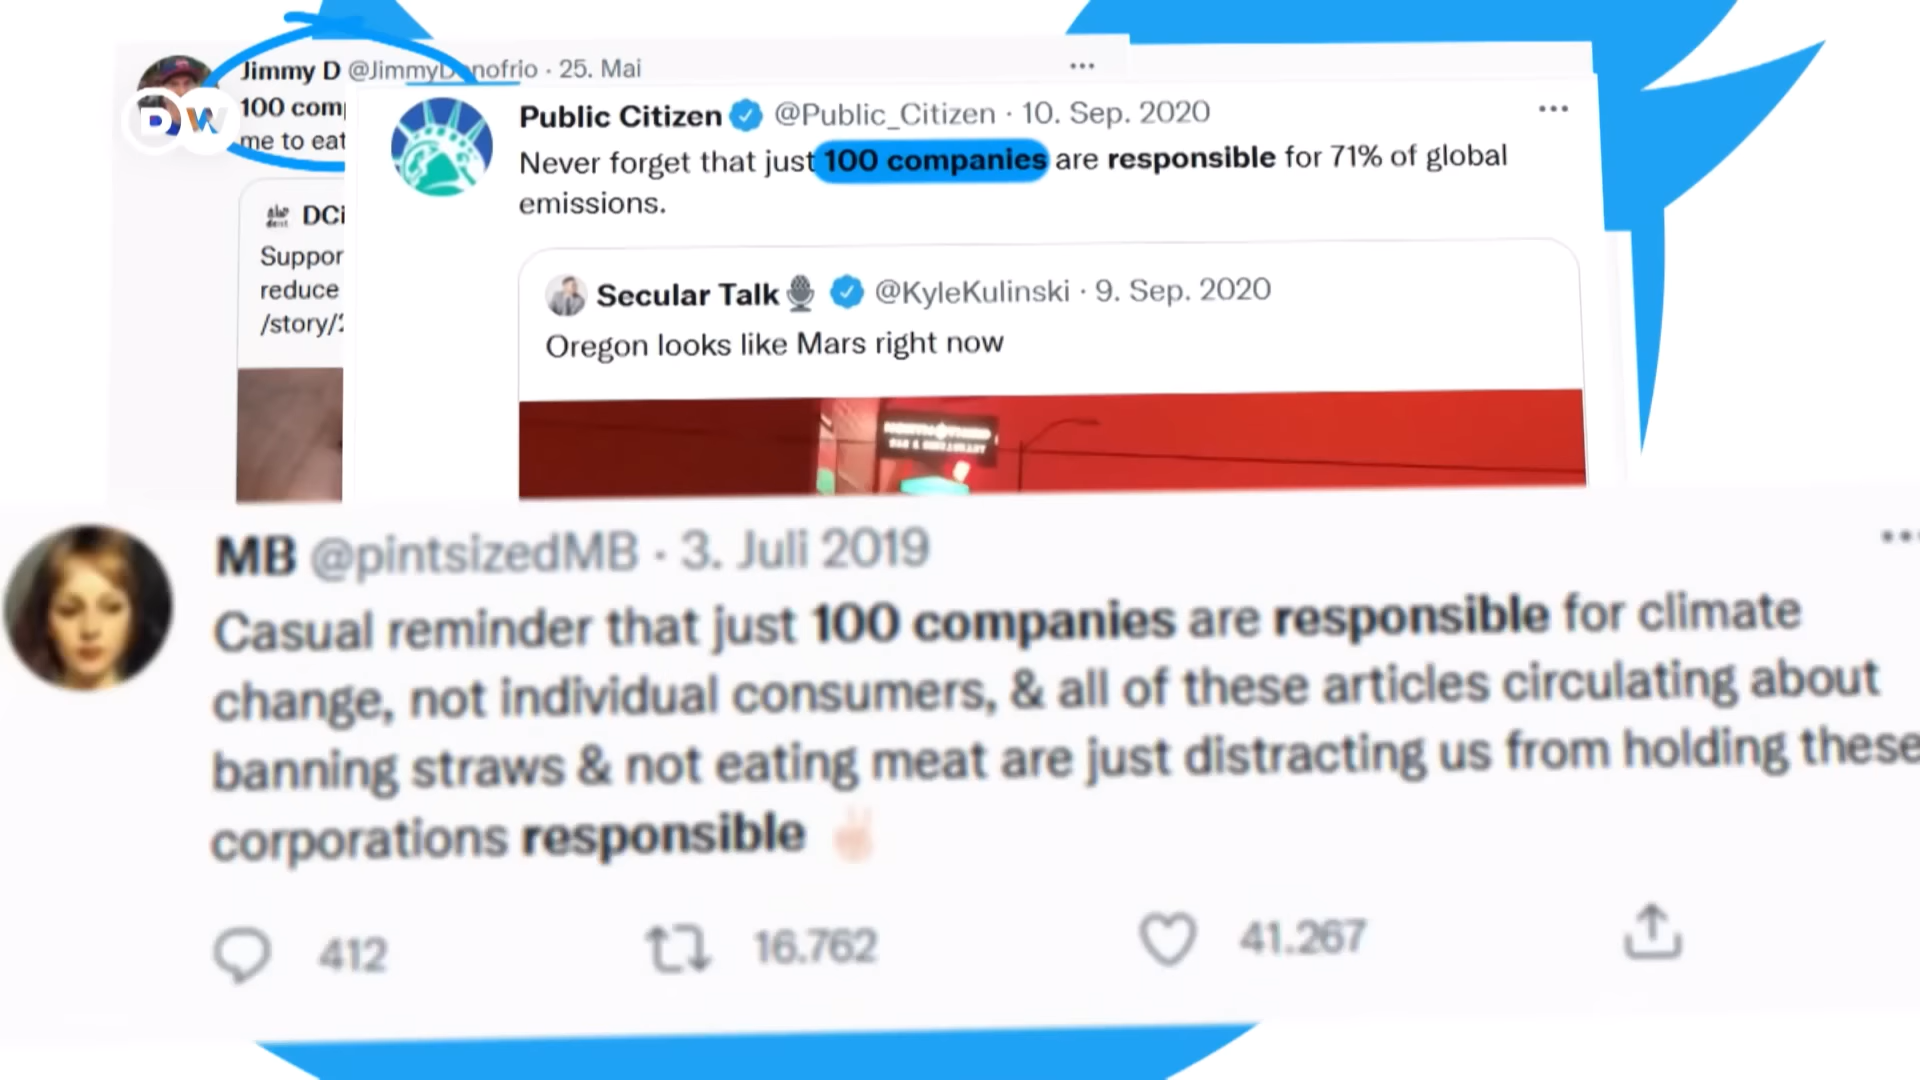 Jimmy D @JimmyDonofrio · 25. Mai
100 com
me to eat
DW
DCi
Suppor
reduce
/story/2
Public Citizen @Public_Citizen · 10. Sep. 2020
Never forget that just 100 companies are responsible for 71% of global
emissions.
Secular Talk @KyleKulinski · 9. Sep. 2020
Oregon looks like Mars right now
MB @pintsizedMB · 3. Juli 2019
Casual reminder that just 100 companies are responsible for climate
change, not individual consumers, & all of these articles circulating about
banning straws & not eating meat are just distracting us from holding these
corporations responsible ✌🏻
412 16.762 41.267